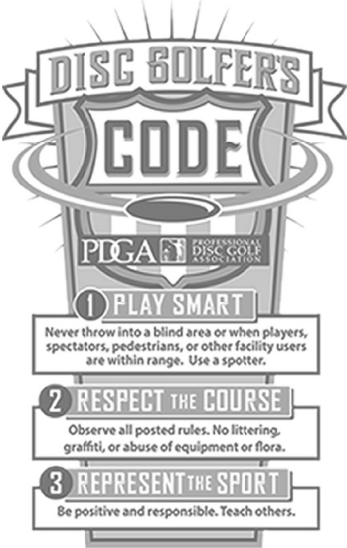 DISC GOLFER'S
CODE
PDGA PROFESSIONAL
DISC GOLF
ASSOCIATION
1 PLAY SMART
Never throw into a blind area or when players,
spectators, pedestrians, or other facility users
are within range. Use a spotter.
2 RESPECT THE COURSE
Observe all posted rules. No littering,
graffiti, or abuse of equipment or flora.
3 REPRESENT THE SPORT
Be positive and responsible. Teach others.